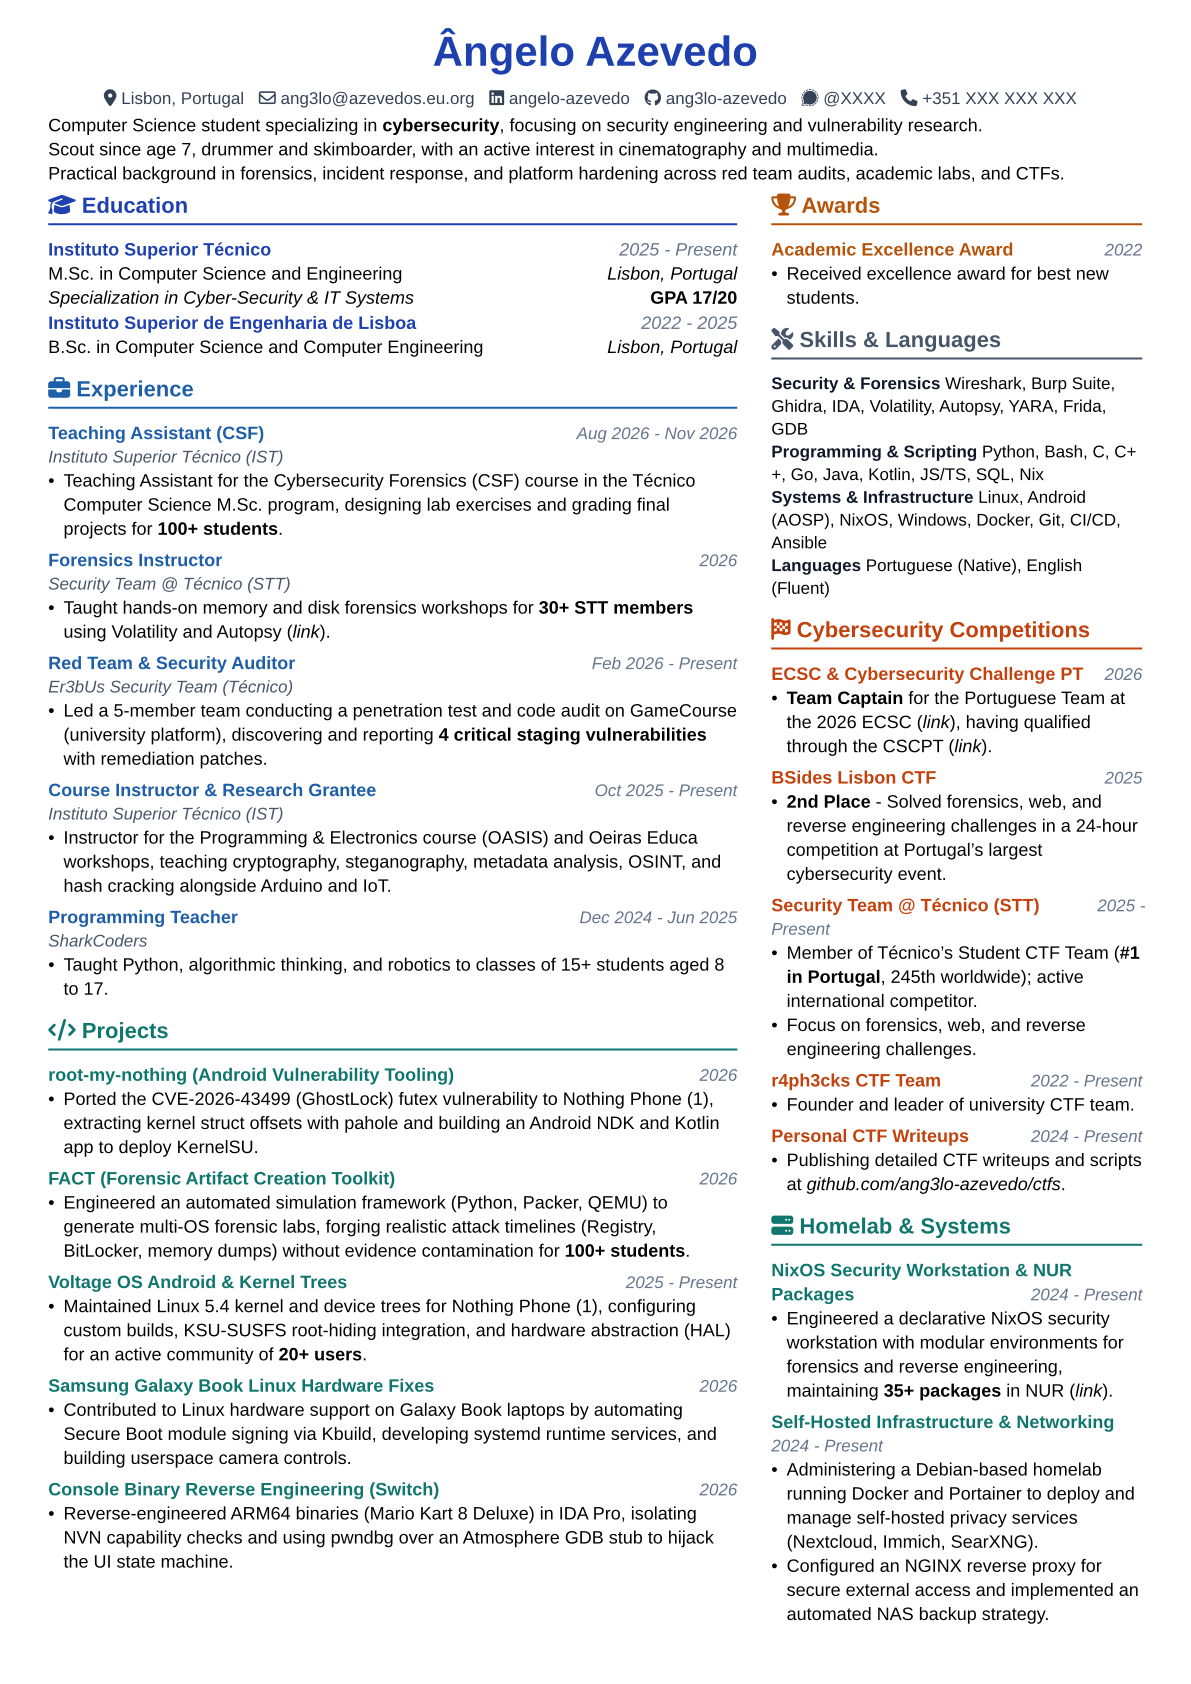 Ângelo Azevedo
Lisbon, Portugal ang3lo@azevedos.eu.org angelo-azevedo ang3lo-azevedo @XXXX +351 XXX XXX XXX
Computer Science student specializing in cybersecurity, focusing on security engineering and vulnerability research.
Scout since age 7, drummer and skimboarder, with an active interest in cinematography and multimedia.
Practical background in forensics, incident response, and platform hardening across red team audits, academic labs, and CTFs.
Education
Instituto Superior Técnico 2025 - Present
M.Sc. in Computer Science and Engineering Lisbon, Portugal
Specialization in Cyber-Security & IT Systems GPA 17/20
Instituto Superior de Engenharia de Lisboa 2022 - 2025
B.Sc. in Computer Science and Computer Engineering Lisbon, Portugal
Experience
Teaching Assistant (CSF) Aug 2026 - Nov 2026
Instituto Superior Técnico (IST)
• Teaching Assistant for the Cybersecurity Forensics (CSF) course in the Técnico
Computer Science M.Sc. program, designing lab exercises and grading final
projects for 100+ students.
Forensics Instructor 2026
Security Team @ Técnico (STT)
• Taught hands-on memory and disk forensics workshops for 30+ STT members
using Volatility and Autopsy (link).
Red Team & Security Auditor Feb 2026 - Present
Er3bUs Security Team (Técnico)
• Led a 5-member team conducting a penetration test and code audit on GameCourse
(university platform), discovering and reporting 4 critical staging vulnerabilities
with remediation patches.
Course Instructor & Research Grantee Oct 2025 - Present
Instituto Superior Técnico (IST)
• Instructor for the Programming & Electronics course (OASIS) and Oeiras Educa
workshops, teaching cryptography, steganography, metadata analysis, OSINT, and
hash cracking alongside Arduino and IoT.
Programming Teacher Dec 2024 - Jun 2025
SharkCoders
• Taught Python, algorithmic thinking, and robotics to classes of 15+ students aged 8
to 17.
Projects
root-my-nothing (Android Vulnerability Tooling) 2026
• Ported the CVE-2026-43499 (GhostLock) futex vulnerability to Nothing Phone (1),
extracting kernel struct offsets with pahole and building an Android NDK and Kotlin
app to deploy KernelSU.
FACT (Forensic Artifact Creation Toolkit) 2026
• Engineered an automated simulation framework (Python, Packer, QEMU) to
generate multi-OS forensic labs, forging realistic attack timelines (Registry,
BitLocker, memory dumps) without evidence contamination for 100+ students.
Voltage OS Android & Kernel Trees 2025 - Present
• Maintained Linux 5.4 kernel and device trees for Nothing Phone (1), configuring
custom builds, KSU-SUSFS root-hiding integration, and hardware abstraction (HAL)
for an active community of 20+ users.
Samsung Galaxy Book Linux Hardware Fixes 2026
• Contributed to Linux hardware support on Galaxy Book laptops by automating
Secure Boot module signing via Kbuild, developing systemd runtime services, and
building userspace camera controls.
Console Binary Reverse Engineering (Switch) 2026
• Reverse-engineered ARM64 binaries (Mario Kart 8 Deluxe) in IDA Pro, isolating
NVN capability checks and using pwndbg over an Atmosphere GDB stub to hijack
the UI state machine.
Awards
Academic Excellence Award 2022
• Received excellence award for best new
students.
Skills & Languages
Security & Forensics Wireshark, Burp Suite,
Ghidra, IDA, Volatility, Autopsy, YARA, Frida,
GDB
Programming & Scripting Python, Bash, C, C+
+, Go, Java, Kotlin, JS/TS, SQL, Nix
Systems & Infrastructure Linux, Android
(AOSP), NixOS, Windows, Docker, Git, CI/CD,
Ansible
Languages Portuguese (Native), English
(Fluent)
Cybersecurity Competitions
ECSC & Cybersecurity Challenge PT 2026
• Team Captain for the Portuguese Team at
the 2026 ECSC (link), having qualified
through the CSCPT (link).
BSides Lisbon CTF 2025
• 2nd Place - Solved forensics, web, and
reverse engineering challenges in a 24-hour
competition at Portugal's largest
cybersecurity event.
Security Team @ Técnico (STT) 2025 -
Present
• Member of Técnico's Student CTF Team (#1
in Portugal, 245th worldwide); active
international competitor.
• Focus on forensics, web, and reverse
engineering challenges.
r4ph3cks CTF Team 2022 - Present
• Founder and leader of university CTF team.
Personal CTF Writeups 2024 - Present
• Publishing detailed CTF writeups and scripts
at github.com/ang3lo-azevedo/ctfs.
Homelab & Systems
NixOS Security Workstation & NUR
Packages 2024 - Present
• Engineered a declarative NixOS security
workstation with modular environments for
forensics and reverse engineering,
maintaining 35+ packages in NUR (link).
Self-Hosted Infrastructure & Networking
2024 - Present
• Administering a Debian-based homelab
running Docker and Portainer to deploy and
manage self-hosted privacy services
(Nextcloud, Immich, SearXNG).
• Configured an NGINX reverse proxy for
secure external access and implemented an
automated NAS backup strategy.